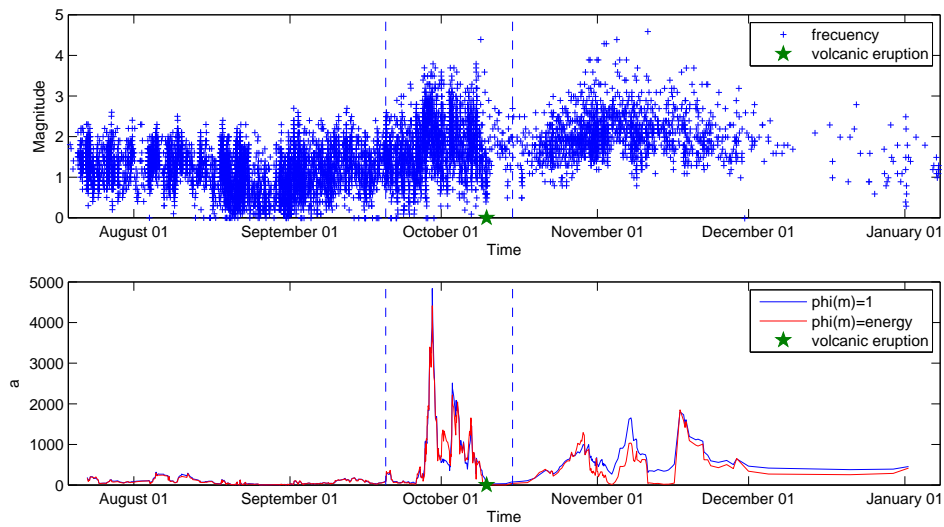 5
4
3
2
1
0
Magnitude
frecuency
volcanic eruption
August 01
September 01
October 01
November 01
December 01
January 01
Time
5000
4000
3000
2000
1000
0
a
phi(m)=1
phi(m)=energy
volcanic eruption
August 01
September 01
October 01
November 01
December 01
January 01
Time